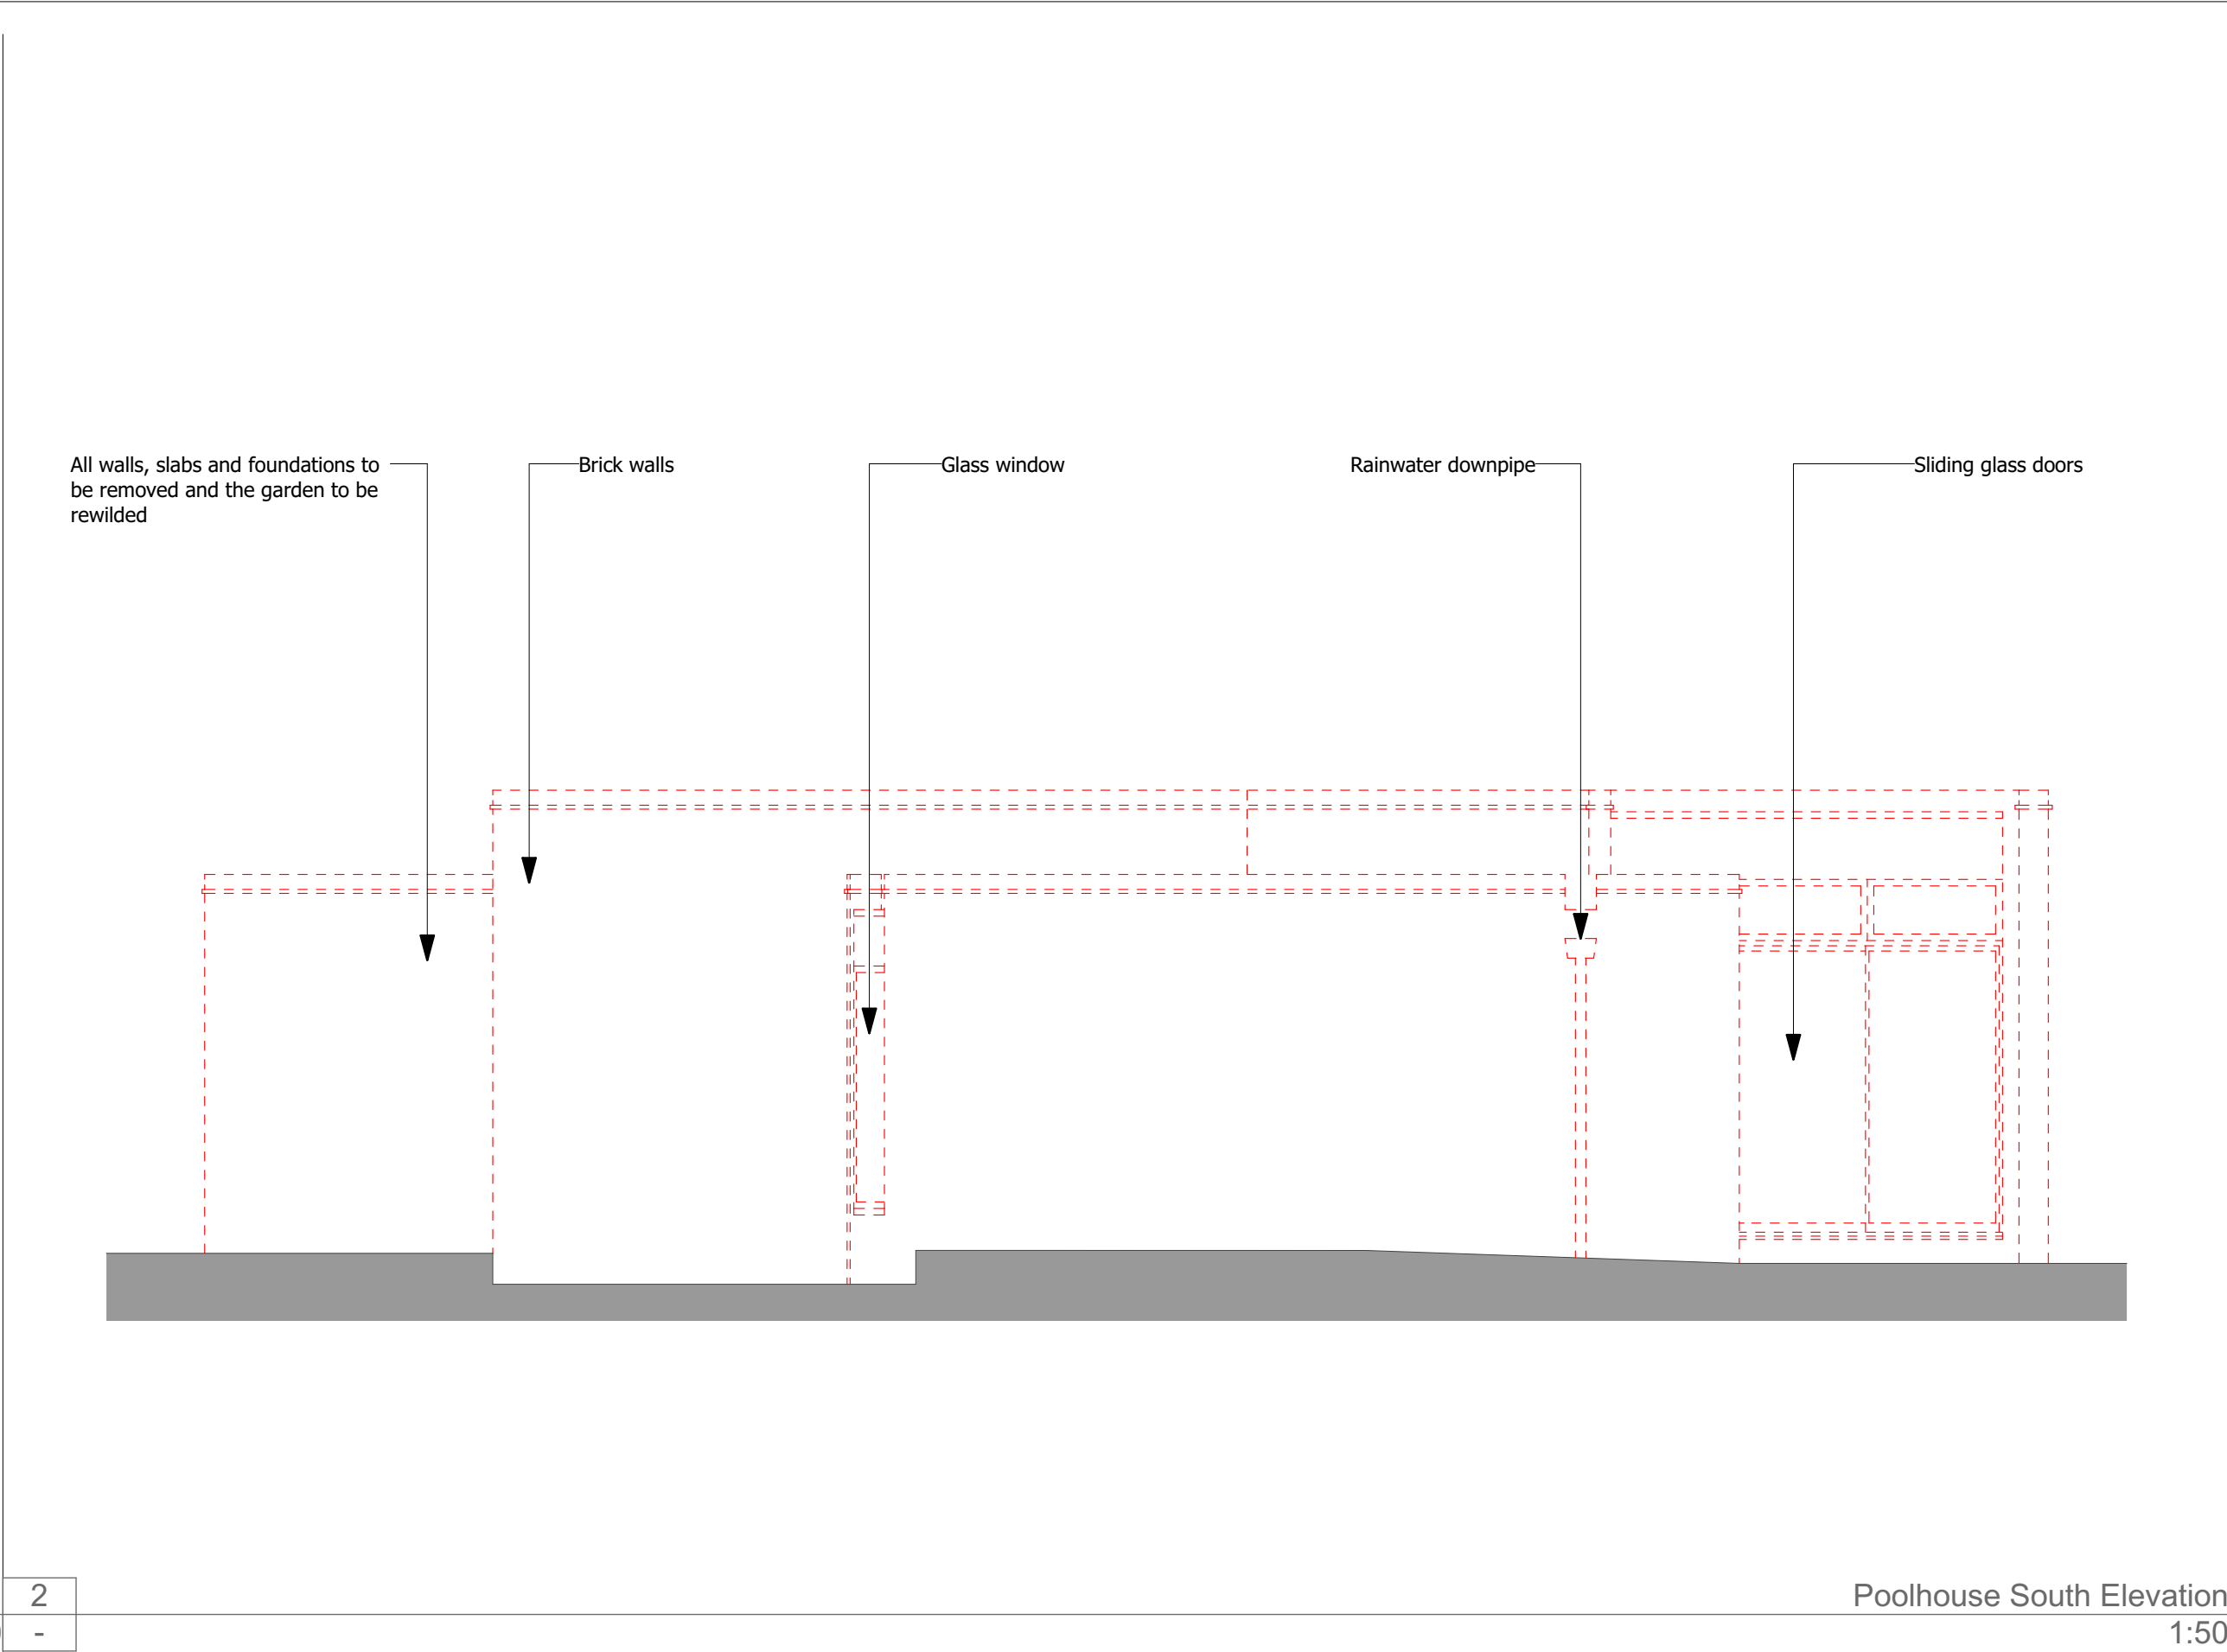 All walls, slabs and foundations to
be removed and the garden to be
rewilded
Brick walls
Glass window
Rainwater downpipe
Sliding glass doors
2
-
Poolhouse South Elevation
1:50